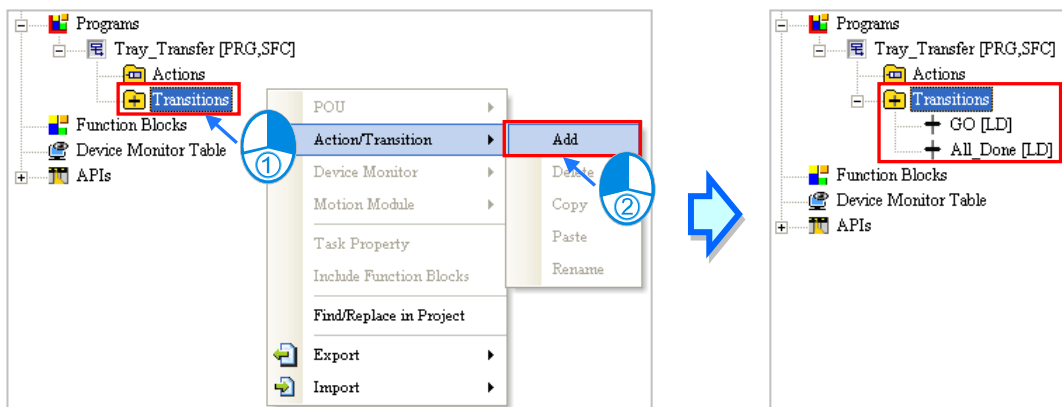 Programs
Tray_Transfer [PRG,SFC]
Actions
Transitions
Function Blocks
Device Monitor Table
APIs
POU
Action/Transition
Device Monitor
Motion Module
Task Property
Include Function Blocks
Find/Replace in Project
Export
Import
Add
Delete
Copy
Paste
Rename
1
2
Programs
Tray_Transfer [PRG,SFC]
Actions
Transitions
GO [LD]
All_Done [LD]
Function Blocks
Device Monitor Table
APIs